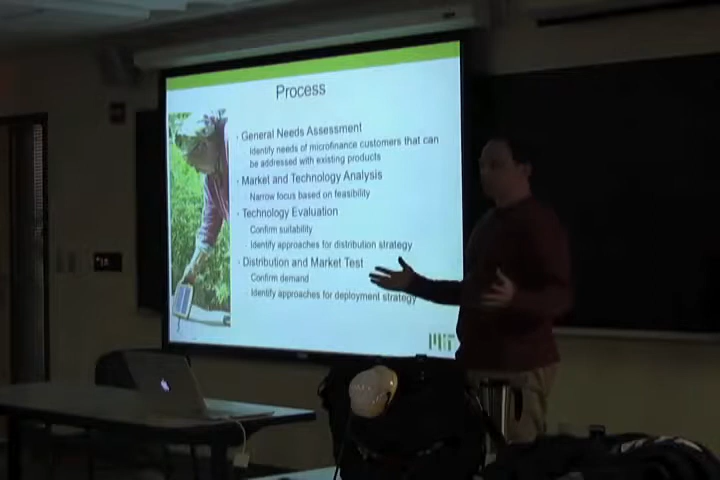 Process
· General Needs Assessment
- Identify needs of microfinance customers that can
be addressed with existing products
· Market and Technology Analysis
- Narrow focus based on feasibility
· Technology Evaluation
- Confirm suitability
- Identify approaches for distribution strategy
· Distribution and Market Test
- Confirm demand
- Identify approaches for deployment strategy
MIT